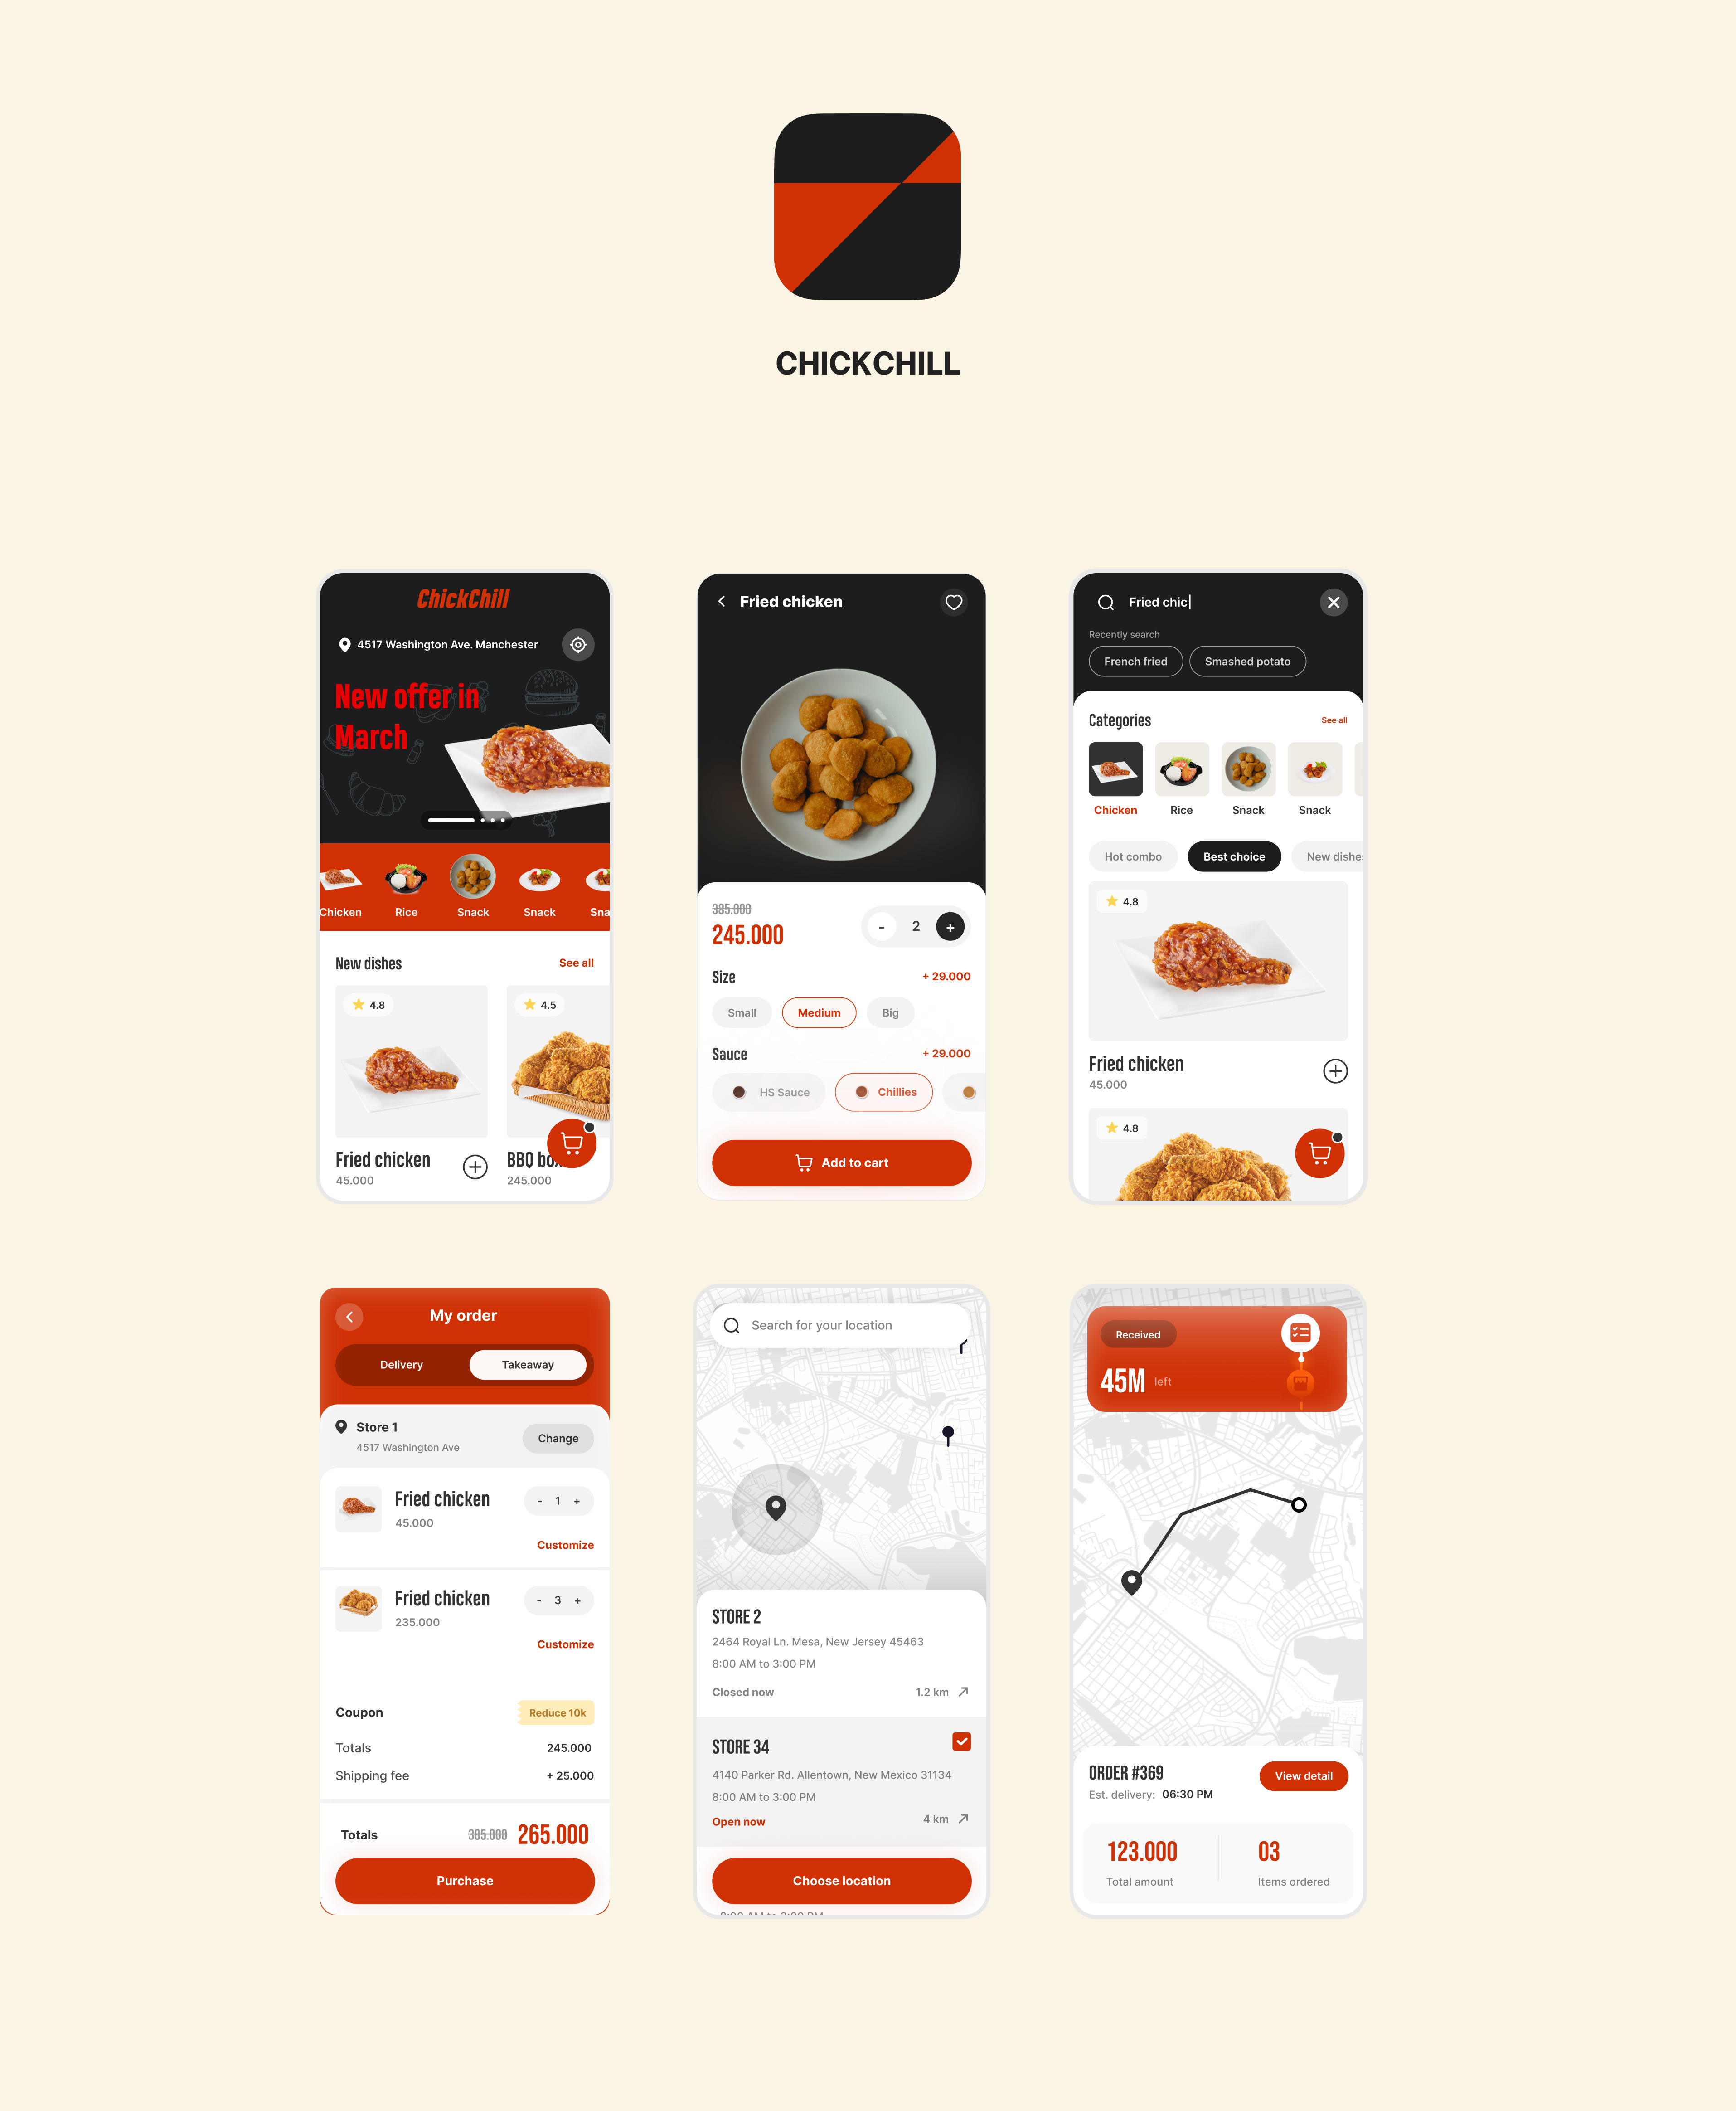 CHICKCHILL
ChickChill
4517 Washington Ave. Manchester
New offer in
March
Chicken
Rice
Snack
Snack
Sna
New dishes
See all
4.8
4.5
Fried chicken
45.000
BBQ bo
245.000
Fried chicken
385.000
245.000
- 2 +
Size
+ 29.000
Small
Medium
Big
Sauce
+ 29.000
HS Sauce
Chillies
Add to cart
Fried chic
Recently search
French fried
Smashed potato
Categories
See all
Chicken
Rice
Snack
Snack
Hot combo
Best choice
New dishes
4.8
Fried chicken
45.000
4.8
My order
Delivery
Takeaway
Store 1
4517 Washington Ave
Change
Fried chicken
- 1 +
45.000
Customize
Fried chicken
- 3 +
235.000
Customize
Coupon
Reduce 10k
Totals
245.000
Shipping fee
+ 25.000
Totals
385.000
265.000
Purchase
Search for your location
STORE 2
2464 Royal Ln. Mesa, New Jersey 45463
8:00 AM to 3:00 PM
Closed now
1.2 km
STORE 34
4140 Parker Rd. Allentown, New Mexico 31134
8:00 AM to 3:00 PM
Open now
4 km
Choose location
Received
45M left
ORDER #369
Est. delivery: 06:30 PM
View detail
123.000
Total amount
03
Items ordered